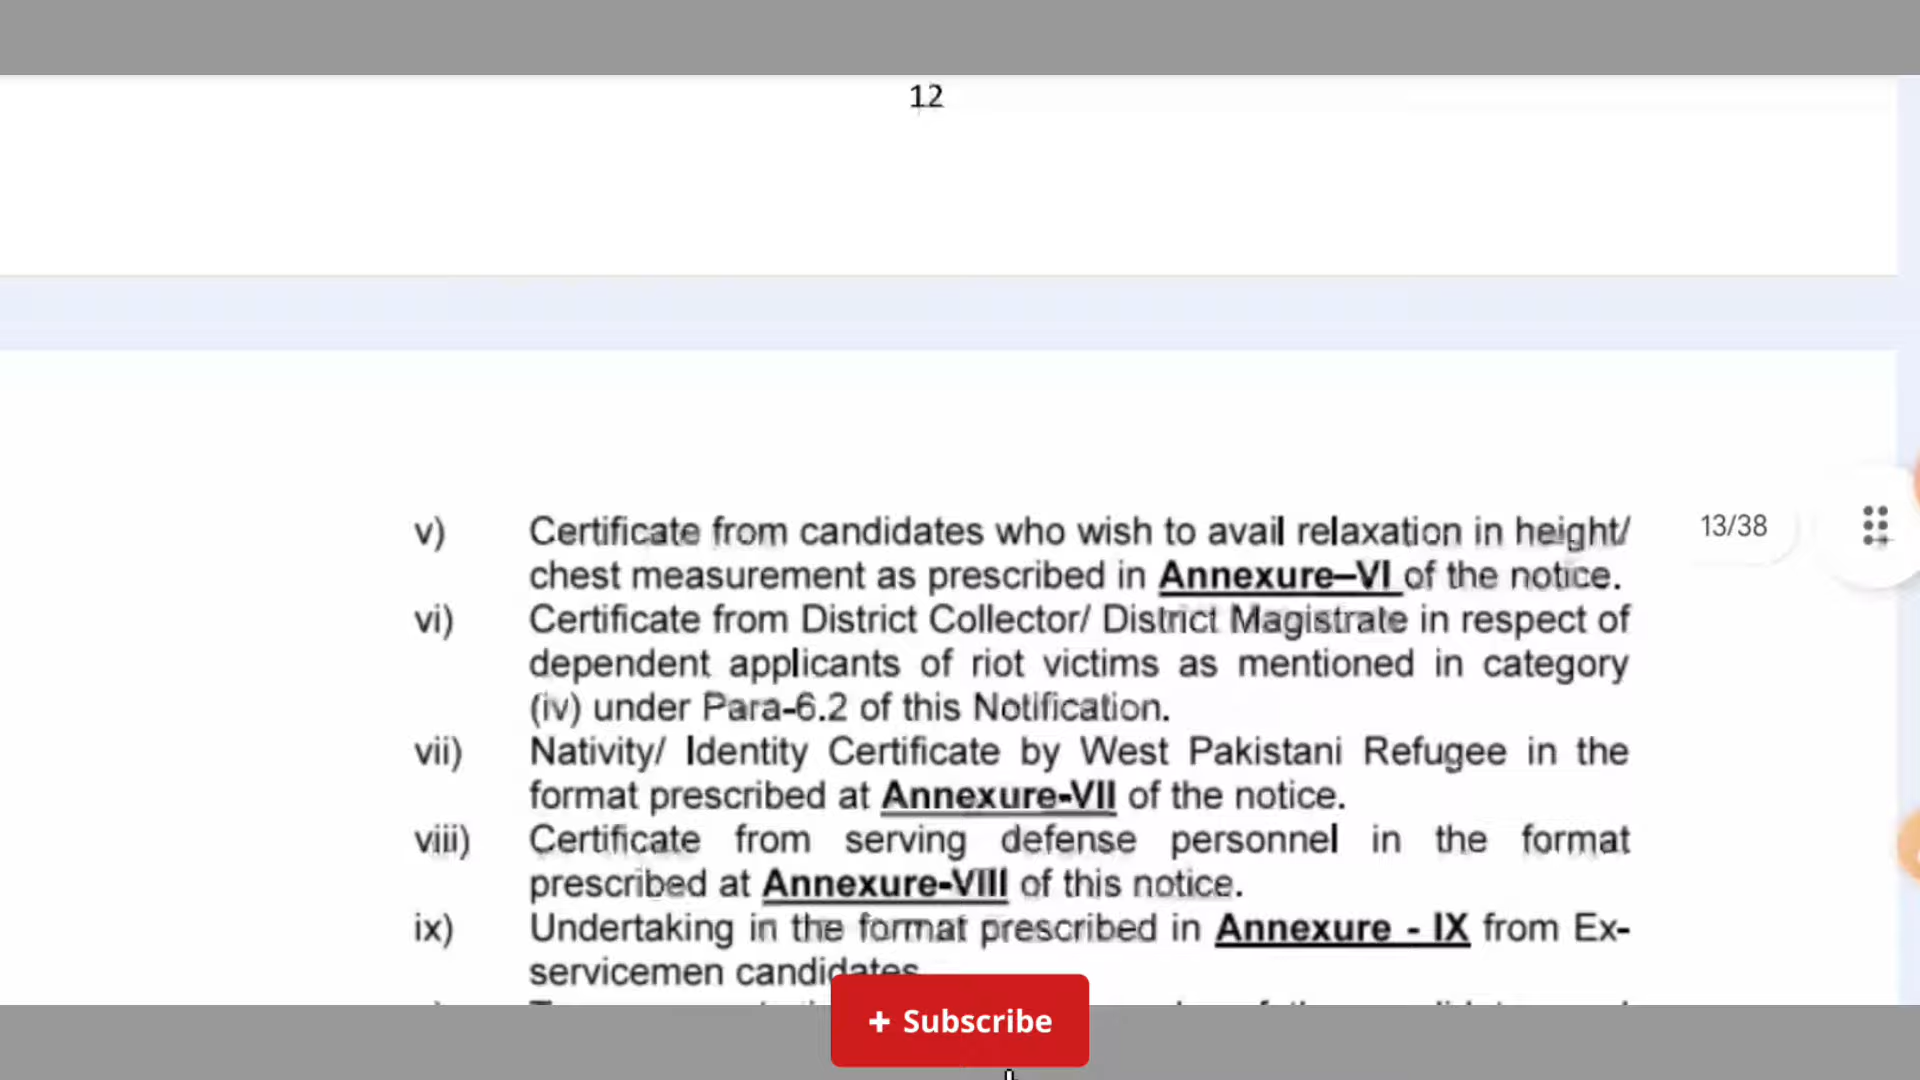 12
13/38
v) Certificate from candidates who wish to avail relaxation in height/
chest measurement as prescribed in Annexure–VI of the notice.
vi) Certificate from District Collector/ District Magistrate in respect of
dependent applicants of riot victims as mentioned in category
(iv) under Para-6.2 of this Notification.
vii) Nativity/ Identity Certificate by West Pakistani Refugee in the
format prescribed at Annexure-VII of the notice.
viii) Certificate from serving defense personnel in the format
prescribed at Annexure-VIII of this notice.
ix) Undertaking in the format prescribed in Annexure - IX from Ex-
servicemen candidates
+ Subscribe